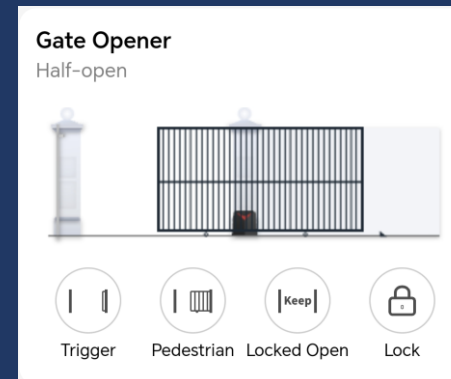 Gate Opener
Half-open
Keep
Trigger
Pedestrian
Locked Open
Lock